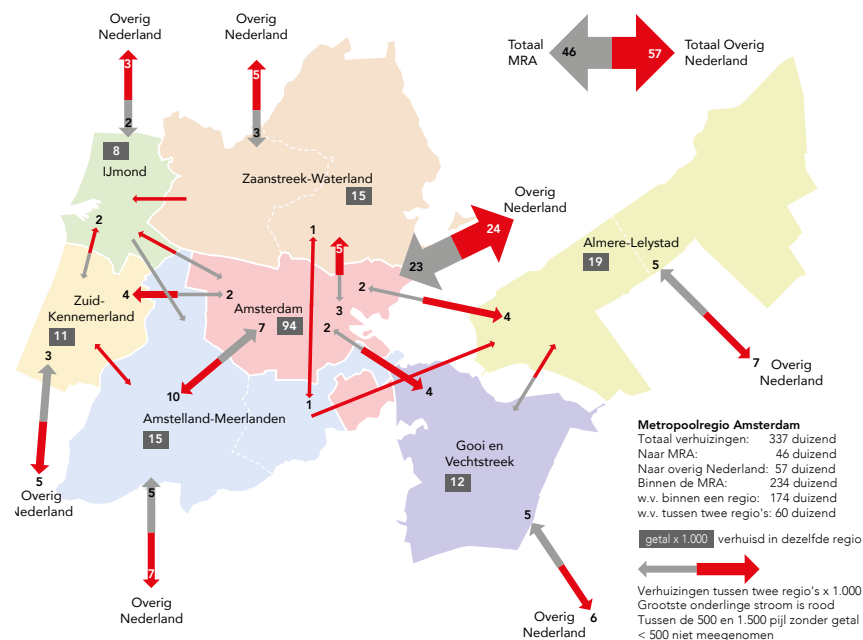 Overig
Nederland
Overig
Nederland
Totaal
MRA
46
57
Totaal Overig
Nederland
3
2
5
3
8
IJmond
Zaanstreek-Waterland
15
2
1
5
Overig
Nederland
24
23
Almere-Lelystad
19
5
Zuid-
Kennemerland
11
4
2
Amsterdam
94
7
2
3
2
4
3
10
1
4
7
Overig
Nederland
Amstelland-Meerlanden
15
Gooi en
Vechtstreek
12
5
5
Overig
Nederland
5
7
Overig
Nederland
Overig
Nederland
6
Metropoolregio Amsterdam
Totaal verhuizingen: 337 duizend
Naar MRA: 46 duizend
Naar overig Nederland: 57 duizend
Binnen de MRA: 234 duizend
w.v. binnen een regio: 174 duizend
w.v. tussen twee regio's: 60 duizend
getal x 1.000 verhuisd in dezelfde regio
Verhuizingen tussen twee regio's x 1.000
Grootste onderlinge stroom is rood
Tussen de 500 en 1.500 pijl zonder getal
< 500 niet meegenomen